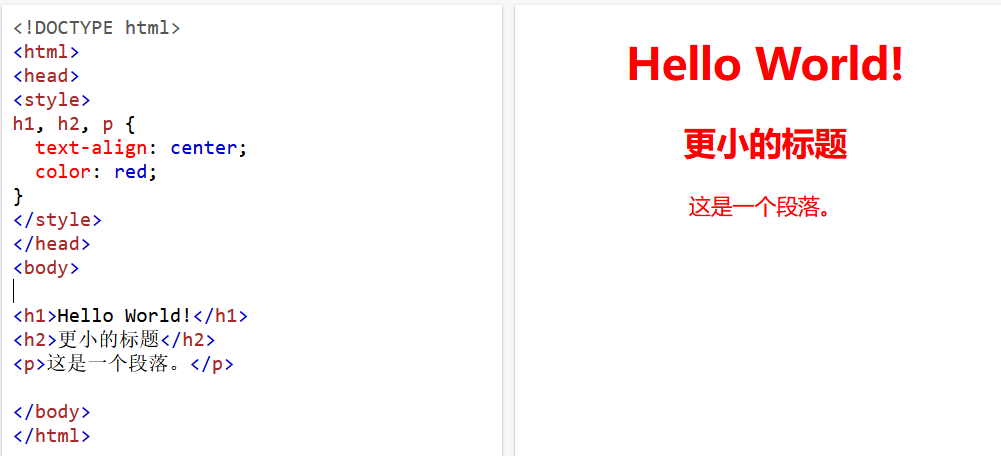 <!DOCTYPE html>
<html>
<head>
<style>
h1, h2, p {
  text-align: center;
  color: red;
}
</style>
</head>
<body>

<h1>Hello World!</h1>
<h2>更小的标题</h2>
<p>这是一个段落。</p>

</body>
</html>
Hello World!
更小的标题
这是一个段落。